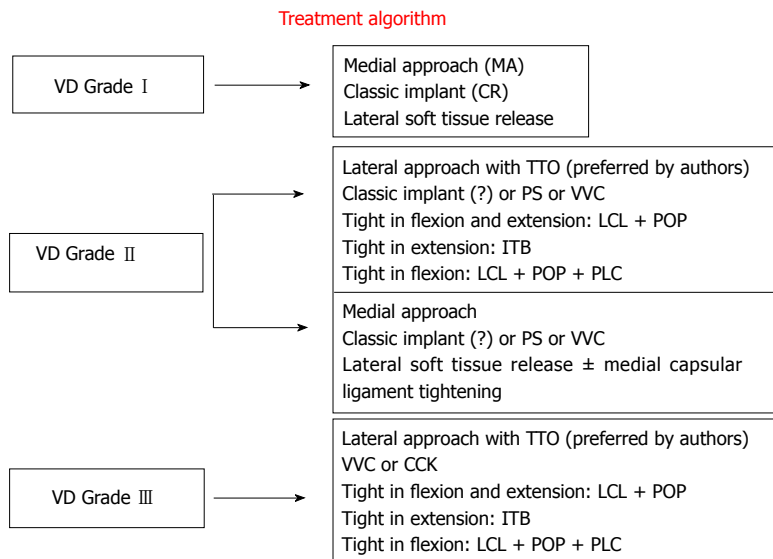 Treatment algorithm
VD Grade Ⅰ
Medial approach (MA)
Classic implant (CR)
Lateral soft tissue release
VD Grade Ⅱ
Lateral approach with TTO (preferred by authors)
Classic implant (?) or PS or VVC
Tight in flexion and extension: LCL + POP
Tight in extension: ITB
Tight in flexion: LCL + POP + PLC
Medial approach
Classic implant (?) or PS or VVC
Lateral soft tissue release ± medial capsular
ligament tightening
VD Grade Ⅲ
Lateral approach with TTO (preferred by authors)
VVC or CCK
Tight in flexion and extension: LCL + POP
Tight in extension: ITB
Tight in flexion: LCL + POP + PLC